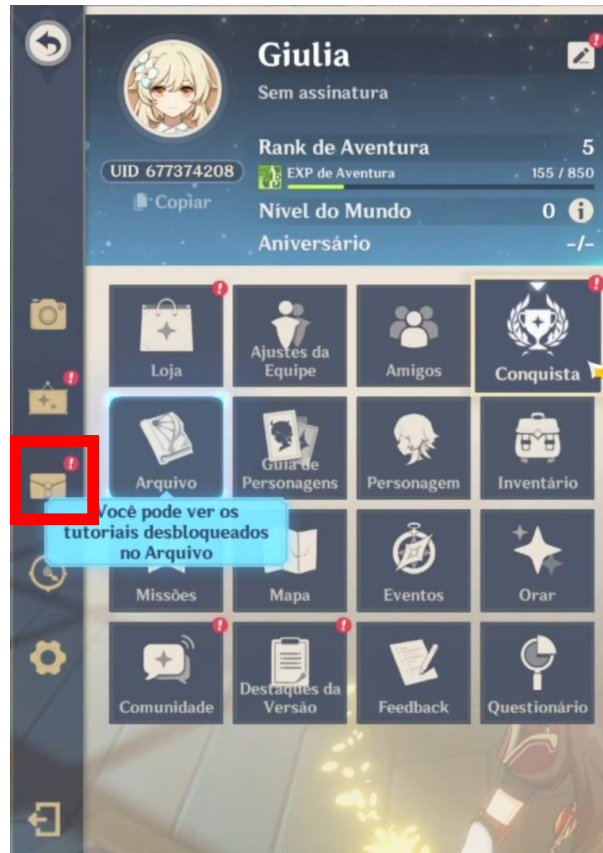 Giulia
Sem assinatura
Rank de Aventura 5
UID 677374208
EXP de Aventura 155 / 850
Copiar
Nível do Mundo 0
Aniversário -/-
Loja
Ajustes da
Equipe
Amigos
Conquista
Arquivo
Guia de
Personagens
Personagem
Inventário
Você pode ver os
tutoriais desbloqueados
no Arquivo
Missões
Mapa
Eventos
Orar
Comunidade
Destaques da
Versão
Feedback
Questionário